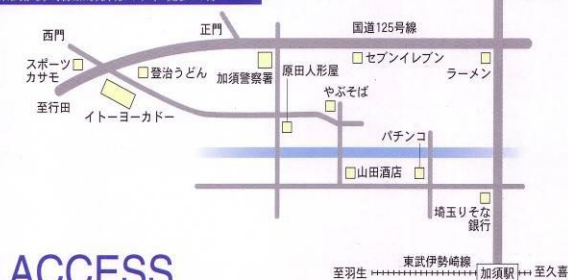 正門
国道125号線
西門
スポーツ
カサモ
登治うどん
加須警察署
原田人形屋
セブンイレブン
ラーメン
至行田
イトーヨーカドー
やぶそば
パチンコ
山田酒店
埼玉りそな
銀行
ACCESS
東武伊勢崎線
至羽生
加須駅
至久喜